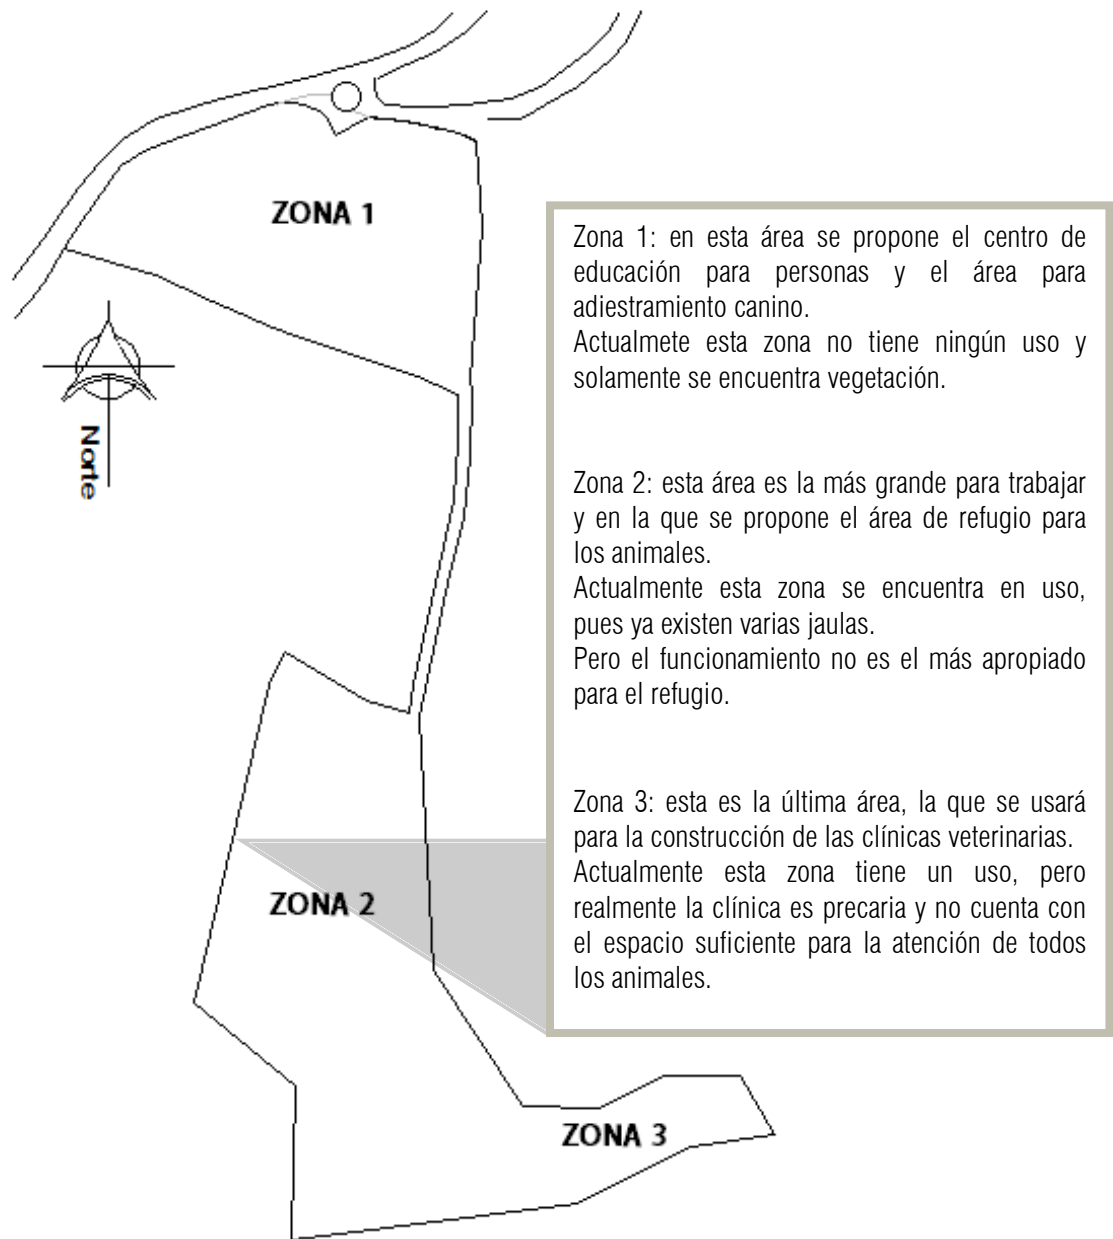 ZONA 1
Zona 1: en esta área se propone el centro de
educación para personas y el área para
adiestramiento canino.
Actualmete esta zona no tiene ningún uso y
solamente se encuentra vegetación.
Norte
Zona 2: esta área es la más grande para trabajar
y en la que se propone el área de refugio para
los animales.
Actualmente esta zona se encuentra en uso,
pues ya existen varias jaulas.
Pero el funcionamiento no es el más apropiado
para el refugio.
Zona 3: esta es la última área, la que se usará
para la construcción de las clínicas veterinarias.
Actualmente esta zona tiene un uso, pero
realmente la clínica es precaria y no cuenta con
el espacio suficiente para la atención de todos
los animales.
ZONA 2
ZONA 3